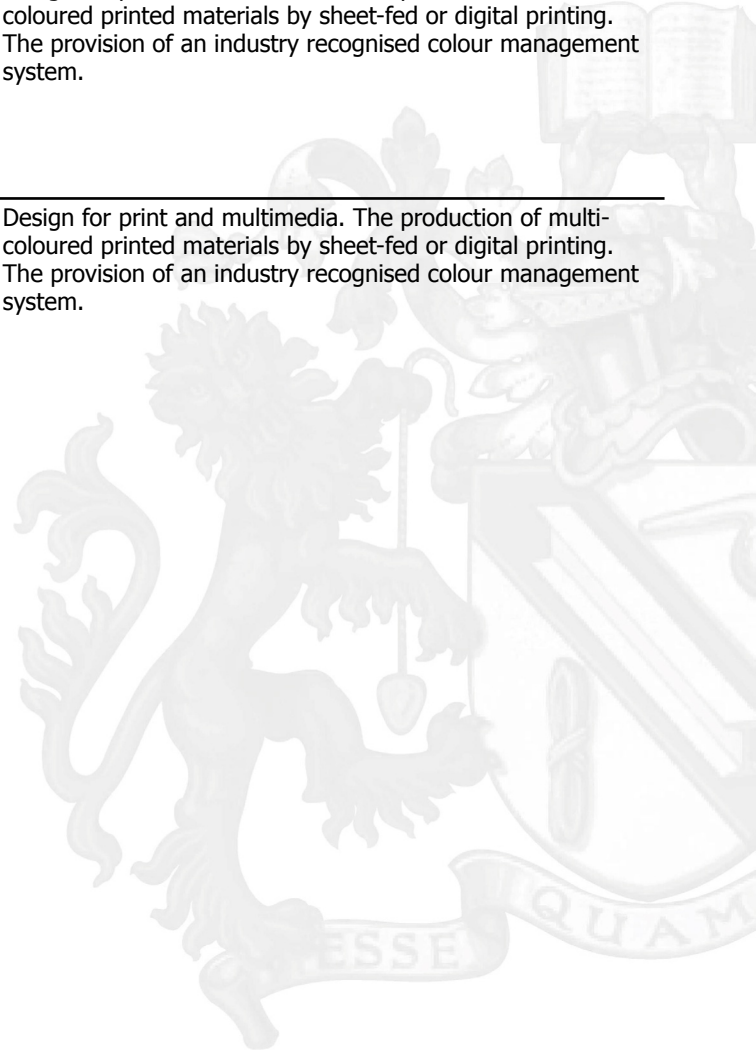 coloured printed materials by sheet-fed or digital printing.
The provision of an industry recognised colour management
system.
Design for print and multimedia. The production of multi-
coloured printed materials by sheet-fed or digital printing.
The provision of an industry recognised colour management
system.
ESSE
QUAM